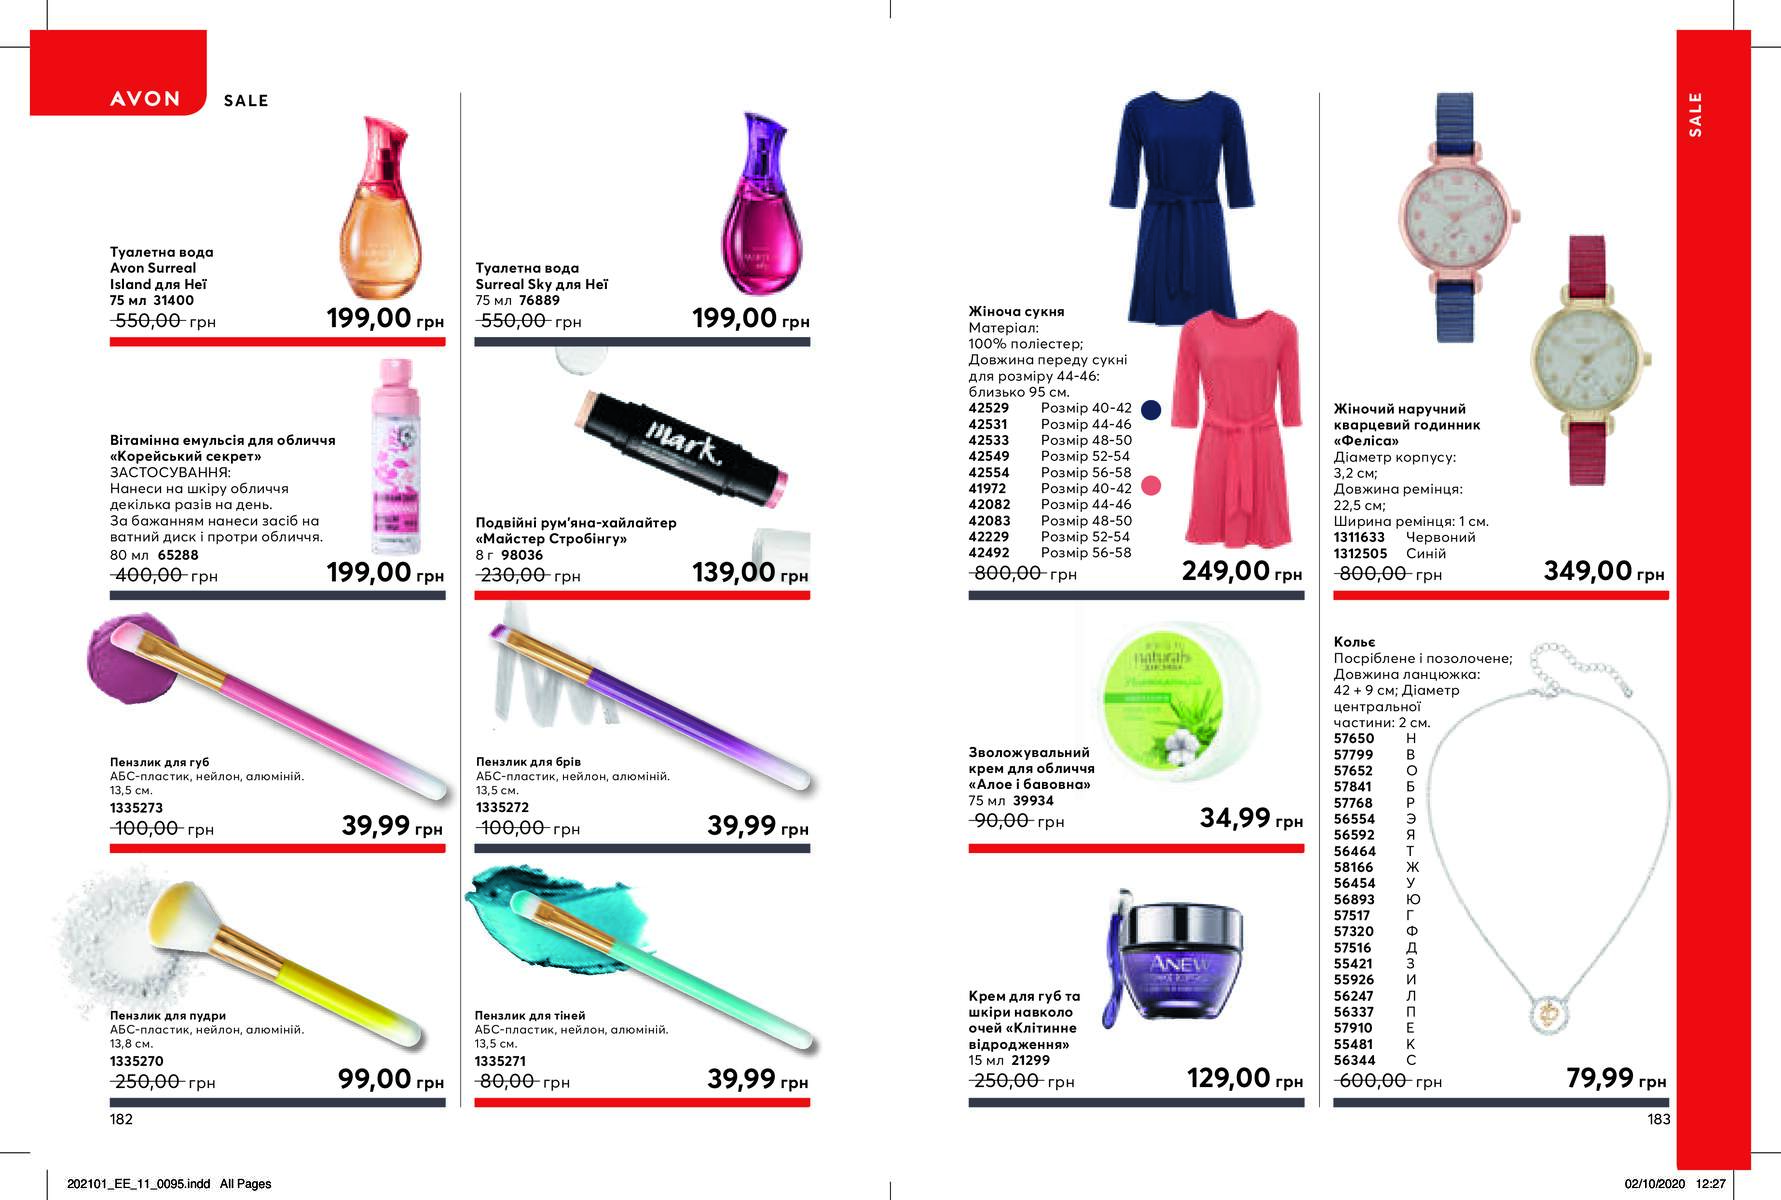 AVON
SALE
Туалетна вода
Avon Surreal
Island для Неї
75 мл 31400
550,00 грн
199,00 грн
Туалетна вода
Surreal Sky для Неї
75 мл 76889
550,00 грн
199,00 грн
Вітамінна емульсія для обличчя
«Корейський секрет»
ЗАСТОСУВАННЯ:
Нанеси на шкіру обличчя
декілька разів на день.
За бажанням нанеси засіб на
ватний диск і протри обличчя.
80 мл 65288
400,00 грн
199,00 грн
mark.
Подвійні рум'яна-хайлайтер
«Майстер Стробінгу»
8 г 98036
230,00 грн
139,00 грн
Пензлик для губ
АБС-пластик, нейлон, алюміній.
13,5 см.
1335273
100,00 грн
39,99 грн
Пензлик для брів
АБС-пластик, нейлон, алюміній.
13,5 см.
1335272
100,00 грн
39,99 грн
Пензлик для пудри
АБС-пластик, нейлон, алюміній.
13,8 см.
1335270
250,00 грн
99,00 грн
Пензлик для тіней
АБС-пластик, нейлон, алюміній.
13,5 см.
1335271
80,00 грн
39,99 грн
182
Жіноча сукня
Матеріал:
100% поліестер;
Довжина переду сукні
для розміру 44-46:
близько 95 см.
42529 Розмір 40-42
42531 Розмір 44-46
42533 Розмір 48-50
42549 Розмір 52-54
42554 Розмір 56-58
41972 Розмір 40-42
42082 Розмір 44-46
42083 Розмір 48-50
42229 Розмір 52-54
42492 Розмір 56-58
800,00 грн
249,00 грн
Жіночий наручний
кварцевий годинник
«Феліса»
Діаметр корпусу:
3,2 см;
Довжина ремінця:
22,5 см;
Ширина ремінця: 1 см.
1311633 Червоний
1312505 Синій
800,00 грн
349,00 грн
naturals
Зволожувальний
крем для обличчя
«Алое і бавовна»
75 мл 39934
90,00 грн
34,99 грн
ANEW
Крем для губ та
шкіри навколо
очей «Клітинне
відродження»
15 мл 21299
250,00 грн
129,00 грн
Кольє
Посріблене і позолочене;
Довжина ланцюжка:
42 + 9 см; Діаметр
центральної
частини: 2 см.
57650 Н
57799 В
57652 О
57841 Б
57768 Р
56554 Э
56592 Я
56464 Т
58166 Ж
56454 У
56893 Ю
57517 Г
57320 Ф
57516 Д
55421 З
55926 И
56247 Л
56337 П
57910 Е
55481 К
56344 С
600,00 грн
79,99 грн
183
SALE
202101_EE_11_0095.indd All Pages
02/10/2020 12:27